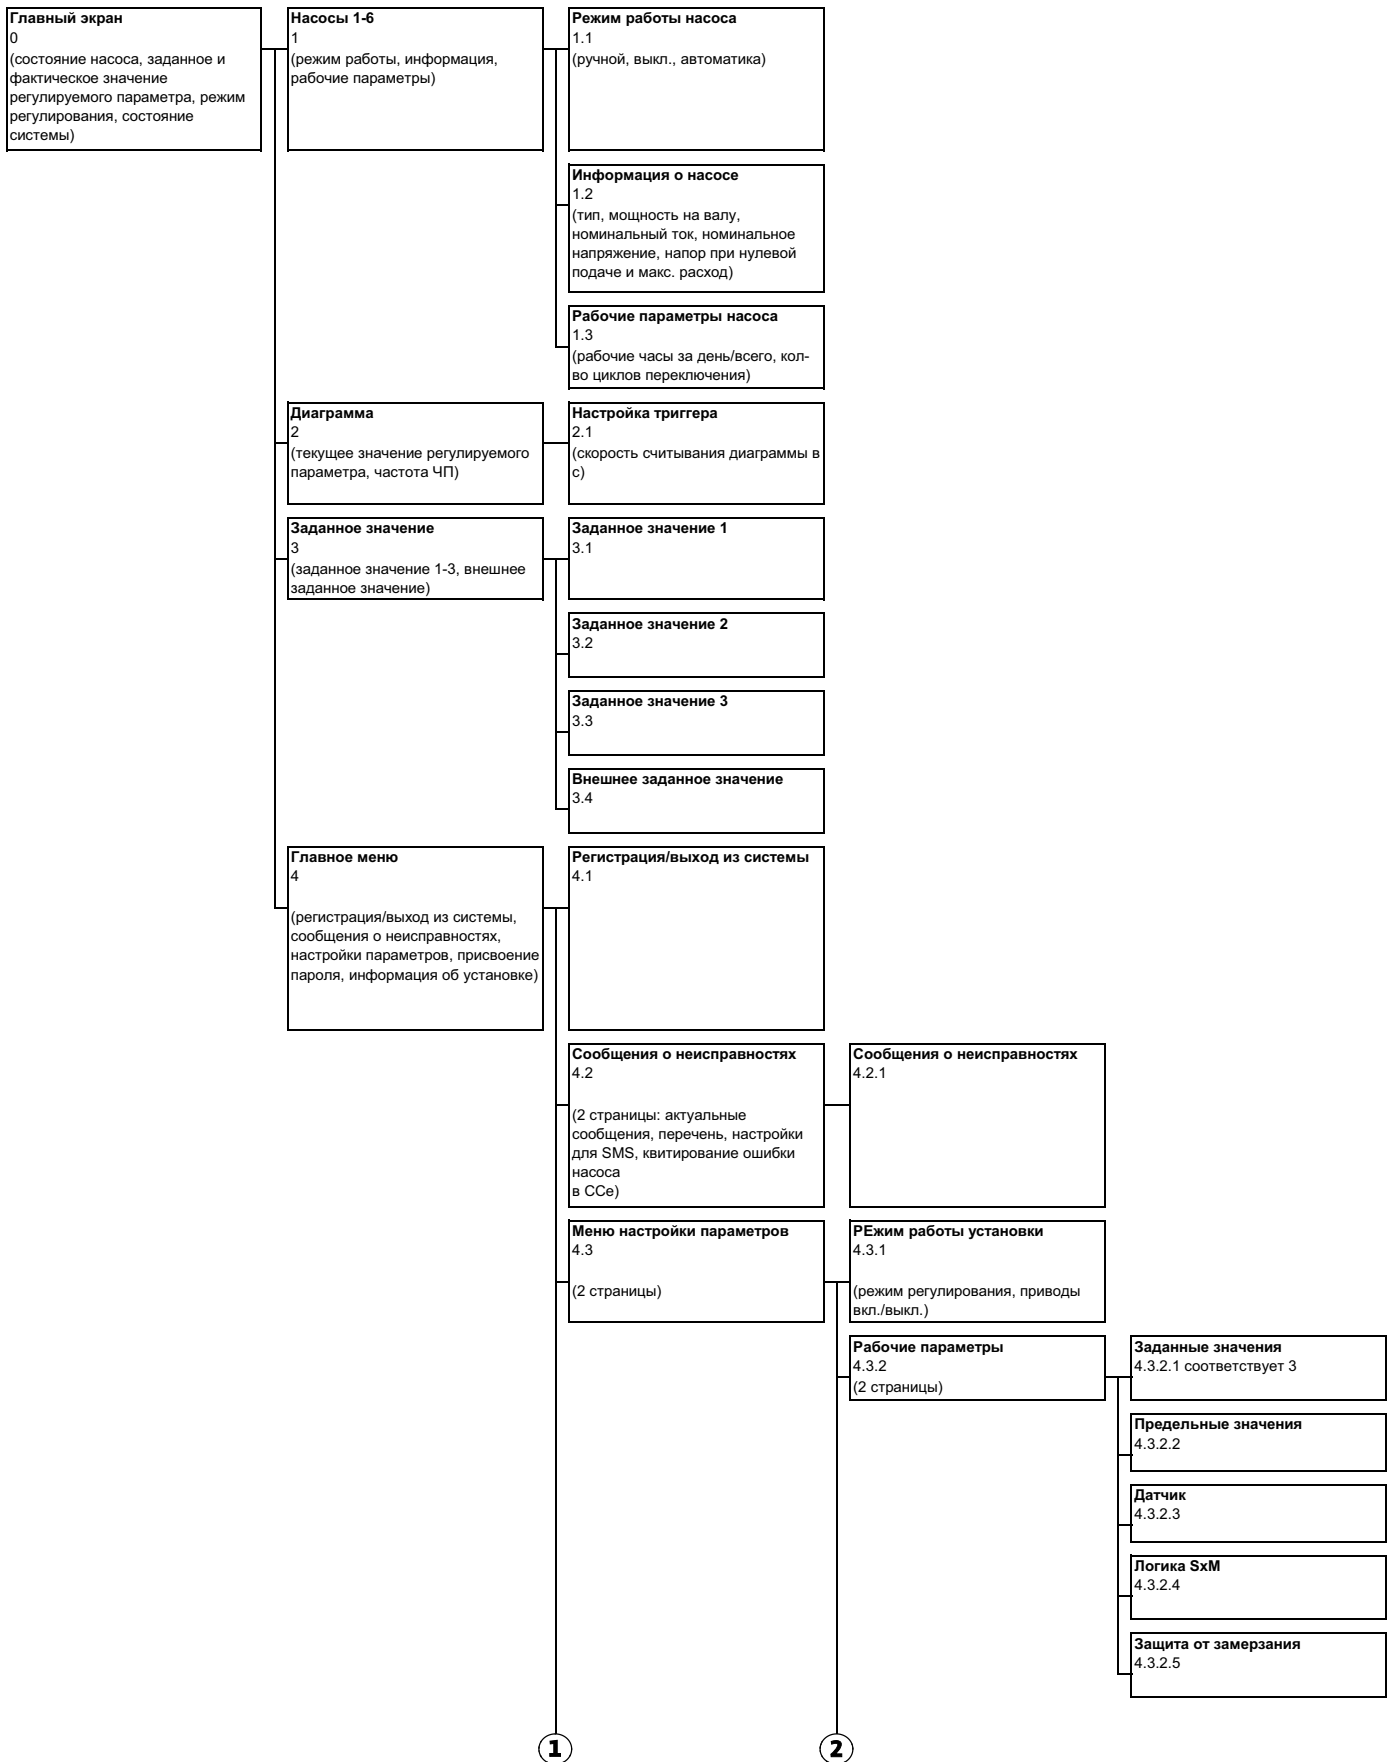 Главный экран
0
(состояние насоса, заданное и
фактическое значение
регулируемого параметра, режим
регулирования, состояние
системы)
Насосы 1-6
1
(режим работы, информация,
рабочие параметры)
Режим работы насоса
1.1
(ручной, выкл., автоматика)
Информация о насосе
1.2
(тип, мощность на валу,
номинальный ток, номинальное
напряжение, напор при нулевой
подаче и макс. расход)
Рабочие параметры насоса
1.3
(рабочие часы за день/всего, кол-
во циклов переключения)
Диаграмма
2
(текущее значение регулируемого
параметра, частота ЧП)
Настройка триггера
2.1
(скорость считывания диаграммы в
с)
Заданное значение
3
(заданное значение 1-3, внешнее
заданное значение)
Заданное значение 1
3.1
Заданное значение 2
3.2
Заданное значение 3
3.3
Внешнее заданное значение
3.4
Главное меню
4
(регистрация/выход из системы,
сообщения о неисправностях,
настройки параметров, присвоение
пароля, информация об установке)
Регистрация/выход из системы
4.1
Сообщения о неисправностях
4.2
(2 страницы: актуальные
сообщения, перечень, настройки
для SMS, квитирование ошибки
насоса
в CCe)
Сообщения о неисправностях
4.2.1
Меню настройки параметров
4.3
(2 страницы)
РЕжим работы установки
4.3.1
(режим регулирования, приводы
вкл./выкл.)
Рабочие параметры
4.3.2
(2 страницы)
Заданные значения
4.3.2.1 соответствует 3
Предельные значения
4.3.2.2
Датчик
4.3.2.3
Логика SxM
4.3.2.4
Защита от замерзания
4.3.2.5
1
2